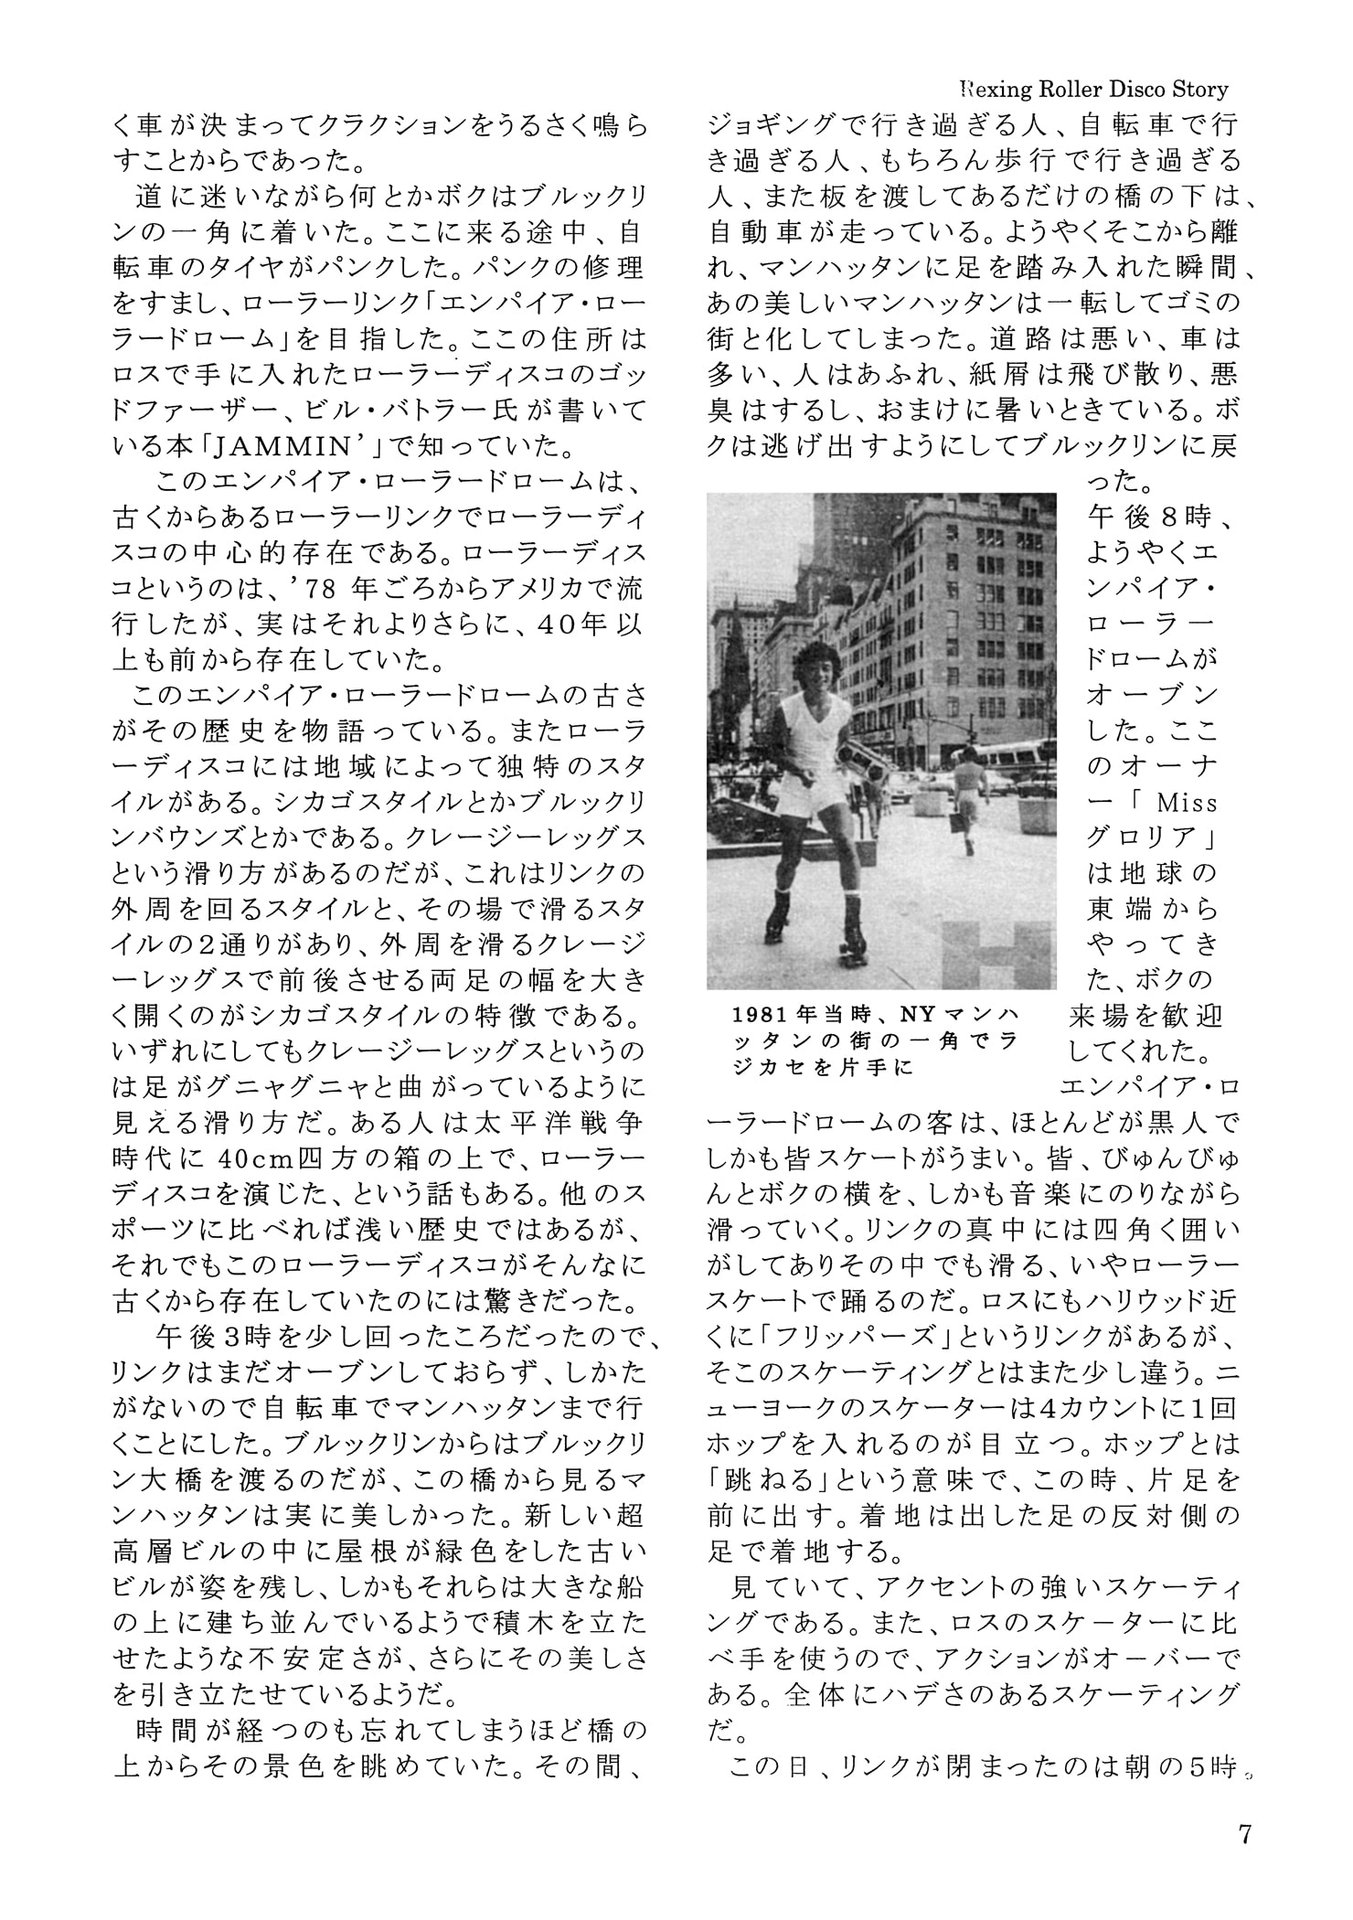 Rexing Roller Disco Story
く車が決まってクラクションをうるさく鳴ら
すことからであった。
道に迷いながら何とかボクはブルックリ
ンの一角に着いた。ここに来る途中、自
転車のタイヤがパンクした。パンクの修理
をすまし、ローラーリンク「エンパイア・ロー
ラードローム」を目指した。ここの住所は
ロスで手に入れたローラーディスコのゴッ
ドファーザー、ビル・バトラー氏が書いて
いる本「JAMMIN’」で知っていた。
このエンパイア・ローラードロームは、
古くからあるローラーリンクでローラーディ
スコの中心的存在である。ローラーディス
コというのは、’78 年ごろからアメリカで流
行したが、実はそれよりさらに、40年以
上も前から存在していた。
このエンパイア・ローラードロームの古さ
がその歴史を物語っている。またローラ
ーディスコには地域によって独特のスタ
イルがある。シカゴスタイルとかブルックリ
ンバウンズとかである。クレージーレッグス
という滑り方があるのだが、これはリンクの
外周を回るスタイルと、その場で滑るスタ
イルの2通りがあり、外周を滑るクレージ
ーレッグスで前後させる両足の幅を大き
く開くのがシカゴスタイルの特徴である。
いずれにしてもクレージーレッグスというの
は足がグニャグニャと曲がっているように
見える滑り方だ。ある人は太平洋戦争
時代に 40cm四方の箱の上で、ローラー
ディスコを演じた、という話もある。他のス
ポーツに比べれば浅い歴史ではあるが、
それでもこのローラーディスコがそんなに
古くから存在していたのには驚きだった。
午後3時を少し回ったころだったので、
リンクはまだオーブンしておらず、しかた
がないので自転車でマンハッタンまで行
くことにした。ブルックリンからはブルックリ
ン大橋を渡るのだが、この橋から見るマ
ンハッタンは実に美しかった。新しい超
高層ビルの中に屋根が緑色をした古い
ビルが姿を残し、しかもそれらは大きな船
の上に建ち並んでいるようで積木を立た
せたような不安定さが、さらにその美しさ
を引き立たせているようだ。
時間が経つのも忘れてしまうほど橋の
上からその景色を眺めていた。その間、
ジョギングで行き過ぎる人、自転車で行
き過ぎる人、もちろん歩行で行き過ぎる
人、また板を渡してあるだけの橋の下は、
自動車が走っている。ようやくそこから離
れ、マンハッタンに足を踏み入れた瞬間、
あの美しいマンハッタンは一転してゴミの
街と化してしまった。道路は悪い、車は
多い、人はあふれ、紙屑は飛び散り、悪
臭はするし、おまけに暑いときている。ボ
クは逃げ出すようにしてブルックリンに戻
った。
午後8時、
ようやくエ
ンパイア・
ローラー
ドロームが
オーブン
した。ここ
のオーナ
ー「 Miss
グロリア」
は地球の
東端から
やってき
た、ボクの
来場を歓迎
してくれた。
エンパイア・ロ
ーラードロームの客は、ほとんどが黒人で
しかも皆スケートがうまい。皆、びゅんびゅ
んとボクの横を、しかも音楽にのりながら
滑っていく。リンクの真中には四角く囲い
がしてありその中でも滑る、いやローラー
スケートで踊るのだ。ロスにもハリウッド近
くに「フリッパーズ」というリンクがあるが、
そこのスケーティングとはまた少し違う。ニ
ューヨークのスケーターは4カウントに1回
ホップを入れるのが目立つ。ホップとは
「跳ねる」という意味で、この時、片足を
前に出す。着地は出した足の反対側の
足で着地する。
見ていて、アクセントの強いスケーティ
ングである。また、ロスのスケーターに比
べ手を使うので、アクションがオーバーで
ある。全体にハデさのあるスケーティング
だ。
この日、リンクが閉まったのは朝の5時。
1981 年当時、NY マンハ
ッタンの街の一角でラ
ジカセを片手に
7